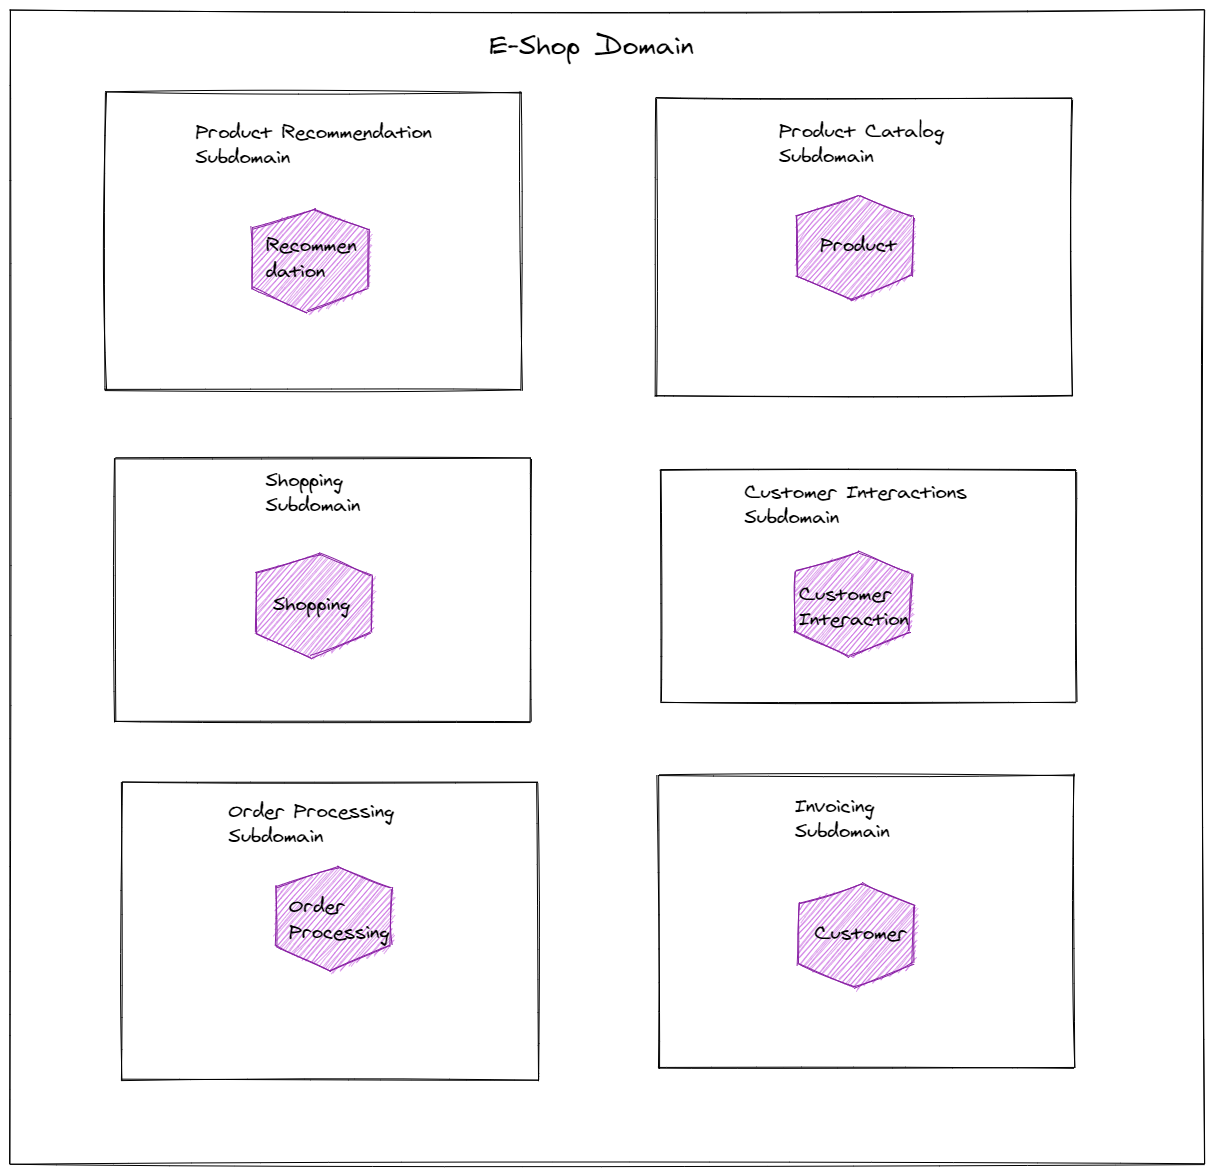 E-Shop Domain
Product Recommendation
Subdomain
Recommen
dation
Product Catalog
Subdomain
Product
Shopping
Subdomain
Shopping
Customer Interactions
Subdomain
Customer
Interaction
Order Processing
Subdomain
Order
Processing
Invoicing
Subdomain
Customer